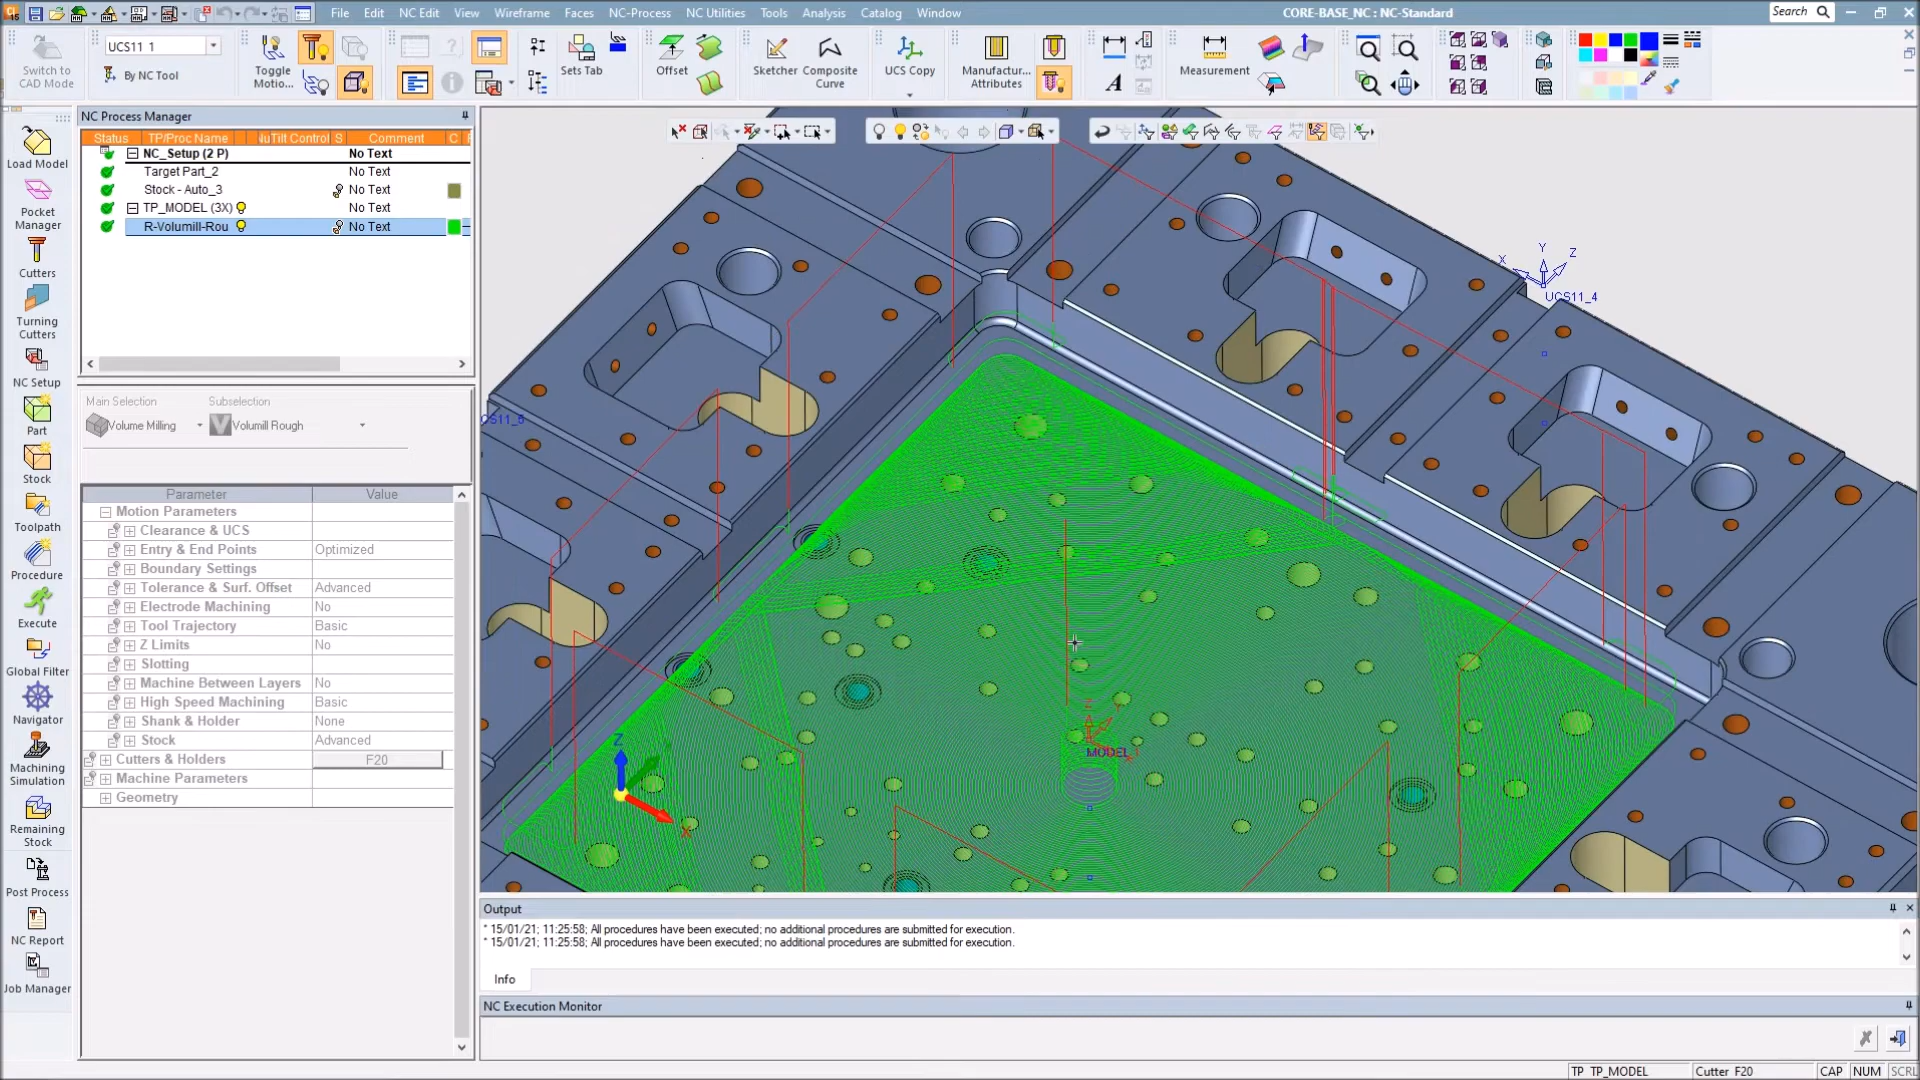 File Edit NC Edit View Wireframe Faces NC-Process NC Utilities Tools Analysis Catalog Window
CORE-BASE_NC : NC-Standard
Search
Switch to
CAD Mode
UCS11 1
By NC Tool
Toggle
Motio...
Sets Tab
Offset
Sketcher
Composite
Curve
UCS Copy
Manufactur...
Attributes
A
Measurement
NC Process Manager
Status TP/Proc Name Tilt Control S Comment C
NC_Setup (2 P) No Text
Target Part_2 No Text
Stock - Auto_3 No Text
TP_MODEL (3X) No Text
R-Volumill-Rou No Text
Main Selection Subselection
Volume Milling Volumill Rough
Parameter Value
Motion Parameters
Clearance & UCS
Entry & End Points Optimized
Boundary Settings
Tolerance & Surf. Offset Advanced
Electrode Machining No
Tool Trajectory Basic
Z Limits No
Slotting
Machine Between Layers No
High Speed Machining Basic
Shank & Holder None
Stock Advanced
Cutters & Holders F20
Machine Parameters
Geometry
Load Model
Pocket
Manager
Cutters
Turning
Cutters
NC Setup
Part
Stock
Toolpath
Procedure
Execute
Global Filter
Navigator
Machining
Simulation
Remaining
Stock
Post Process
NC Report
Job Manager
Y
X
Z
UCS11_4
Z
MODEL
Z
X
Output
* 15/01/21; 11:25:58; All procedures have been executed; no additional procedures are submitted for execution.
* 15/01/21; 11:25:58; All procedures have been executed; no additional procedures are submitted for execution.
Info
NC Execution Monitor
TP TP_MODEL Cutter F20 CAP NUM SCRL